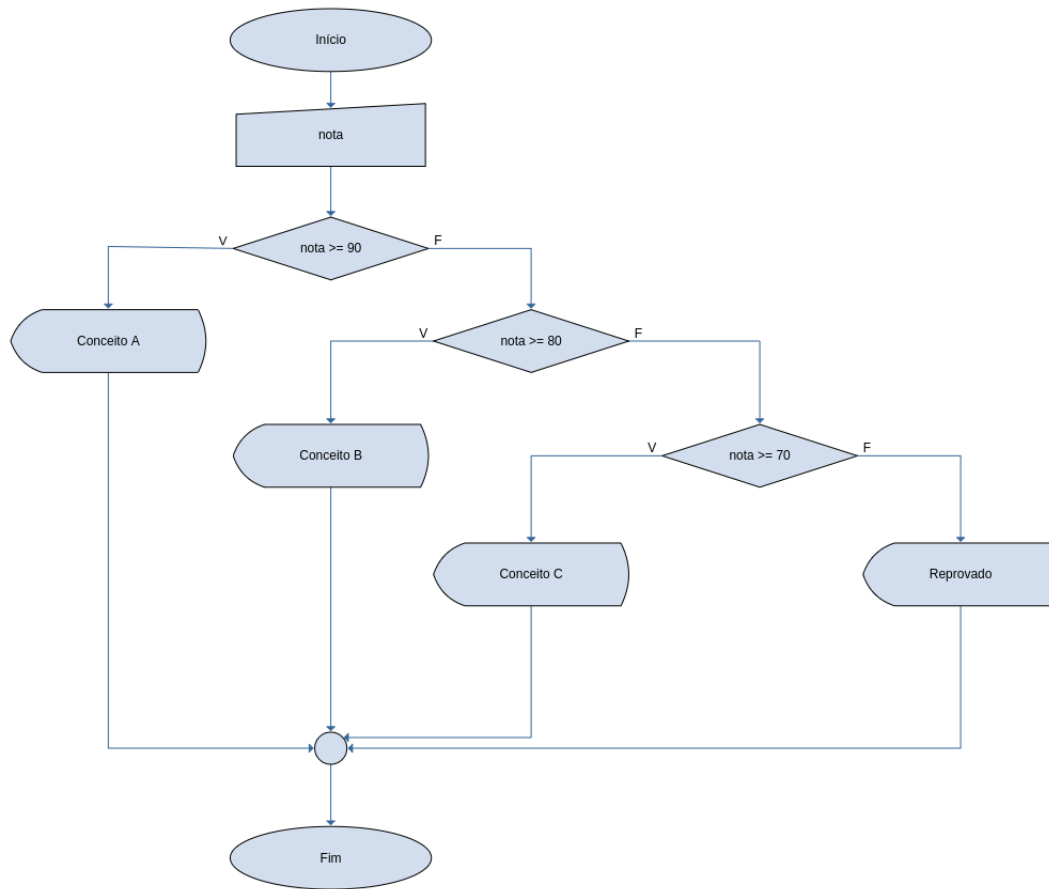 Início
nota
V
nota >= 90
F
Conceito A
V
nota >= 80
F
Conceito B
V
nota >= 70
F
Conceito C
Reprovado
Fim